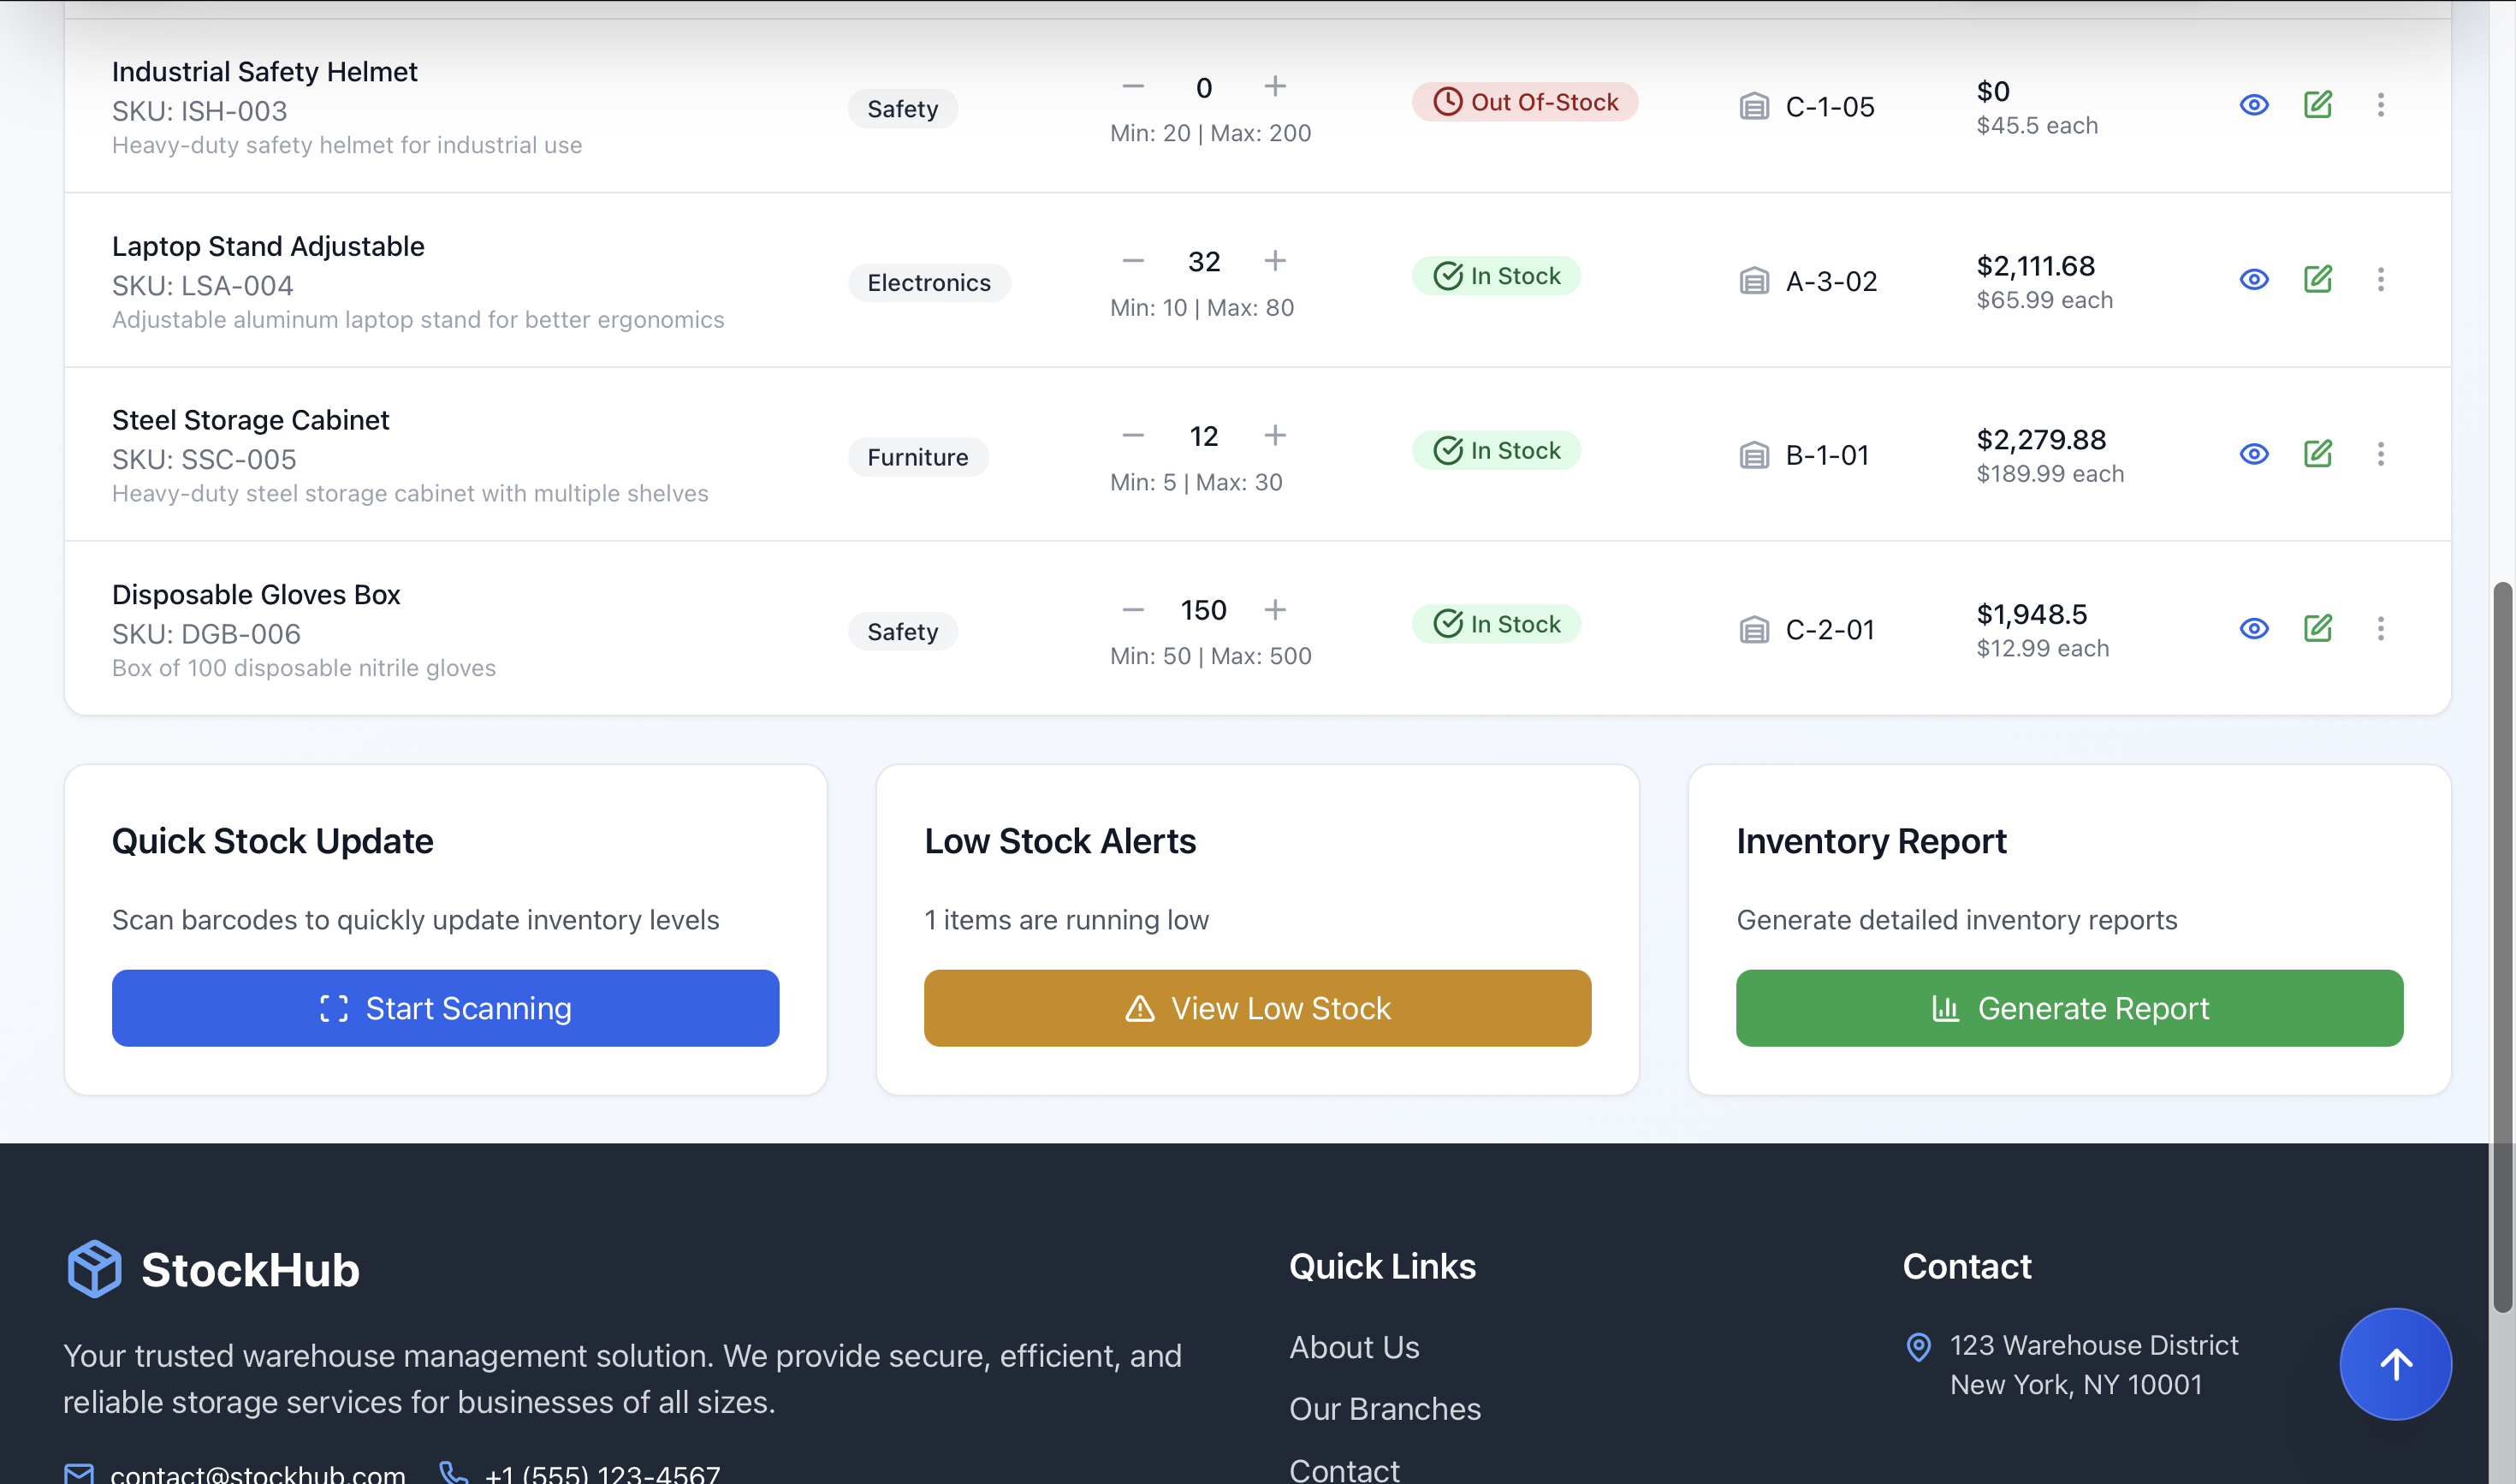 Industrial Safety Helmet
SKU: ISH-003
Heavy-duty safety helmet for industrial use
Safety
0
Min: 20 | Max: 200
Out Of-Stock
C-1-05
$0
$45.5 each
Laptop Stand Adjustable
SKU: LSA-004
Adjustable aluminum laptop stand for better ergonomics
Electronics
32
Min: 10 | Max: 80
In Stock
A-3-02
$2,111.68
$65.99 each
Steel Storage Cabinet
SKU: SSC-005
Heavy-duty steel storage cabinet with multiple shelves
Furniture
12
Min: 5 | Max: 30
In Stock
B-1-01
$2,279.88
$189.99 each
Disposable Gloves Box
SKU: DGB-006
Box of 100 disposable nitrile gloves
Safety
150
Min: 50 | Max: 500
In Stock
C-2-01
$1,948.5
$12.99 each
Quick Stock Update
Scan barcodes to quickly update inventory levels
Start Scanning
Low Stock Alerts
1 items are running low
View Low Stock
Inventory Report
Generate detailed inventory reports
Generate Report
StockHub
Your trusted warehouse management solution. We provide secure, efficient, and
reliable storage services for businesses of all sizes.
contact@stockhub.com
+1 (555) 123-4567
Quick Links
About Us
Our Branches
Contact
Contact
123 Warehouse District
New York, NY 10001